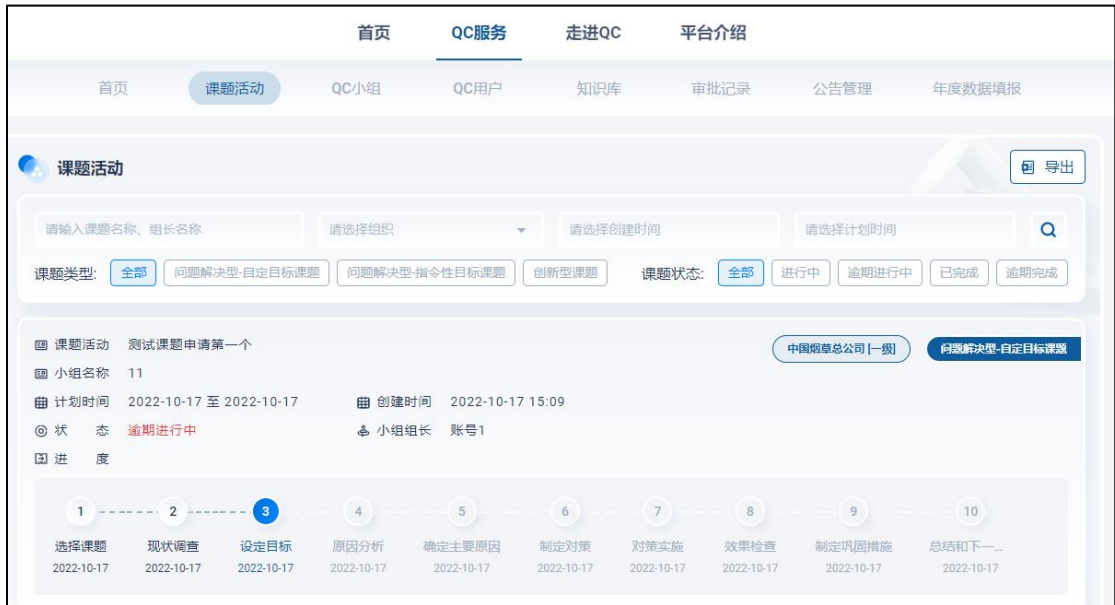 首页 QC服务 走进QC 平台介绍
首页 课题活动 QC小组 QC用户 知识库 审批记录 公告管理 年度数据填报
课题活动 导出
请输入课题名称、组长名称 请选择组织 请选择创建时间 请选择计划时间
课题类型: 全部 问题解决型-自定目标课题 问题解决型-指令性目标课题 创新型课题 课题状态: 全部 进行中 逾期进行中 已完成 逾期完成
课题活动 测试课题申请第一个 中国烟草总公司 [一级] 问题解决型-自定目标课题
小组名称 11
计划时间 2022-10-17 至 2022-10-17 创建时间 2022-10-17 15:09
状 态 逾期进行中 小组组长 账号1
进 度
1 2 3 4 5 6 7 8 9 10
选择课题 现状调查 设定目标 原因分析 确定主要原因 制定对策 对策实施 效果检查 制定巩固措施 总结和下一...
2022-10-17 2022-10-17 2022-10-17 2022-10-17 2022-10-17 2022-10-17 2022-10-17 2022-10-17 2022-10-17 2022-10-17